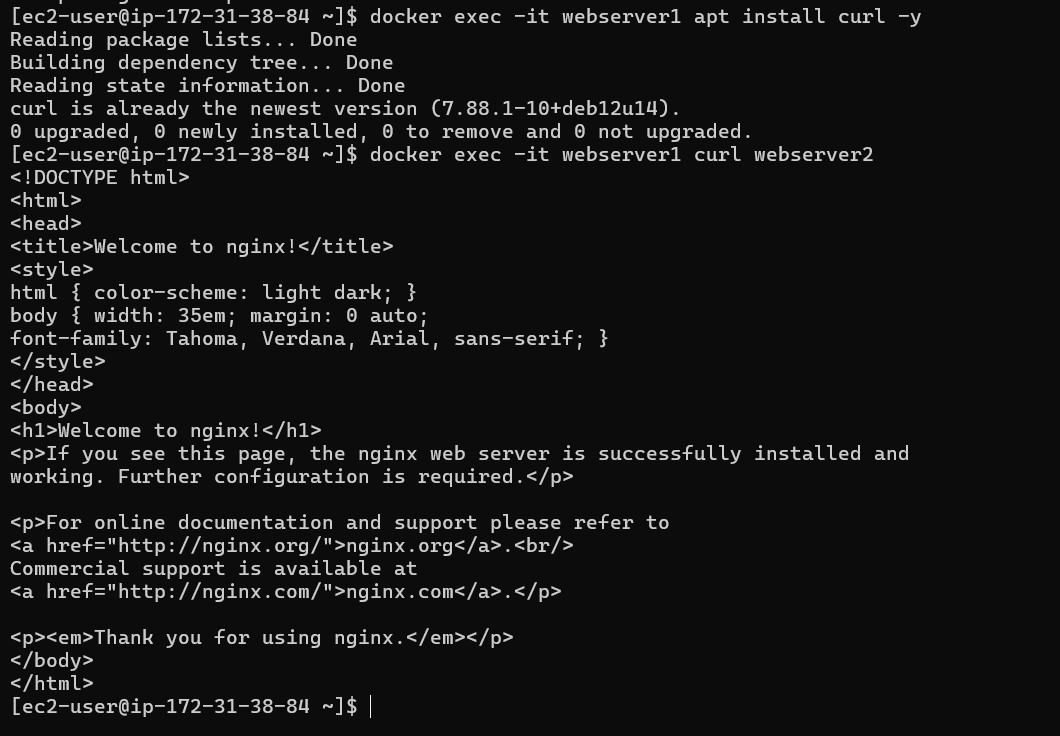 [ec2-user@ip-172-31-38-84 ~]$ docker exec -it webserver1 apt install curl -y
Reading package lists... Done
Building dependency tree... Done
Reading state information... Done
curl is already the newest version (7.88.1-10+deb12u14).
0 upgraded, 0 newly installed, 0 to remove and 0 not upgraded.
[ec2-user@ip-172-31-38-84 ~]$ docker exec -it webserver1 curl webserver2
<!DOCTYPE html>
<html>
<head>
<title>Welcome to nginx!</title>
<style>
html { color-scheme: light dark; }
body { width: 35em; margin: 0 auto;
font-family: Tahoma, Verdana, Arial, sans-serif; }
</style>
</head>
<body>
<h1>Welcome to nginx!</h1>
<p>If you see this page, the nginx web server is successfully installed and
working. Further configuration is required.</p>

<p>For online documentation and support please refer to
<a href="http://nginx.org/">nginx.org</a>.<br/>
Commercial support is available at
<a href="http://nginx.com/">nginx.com</a>.</p>

<p><em>Thank you for using nginx.</em></p>
</body>
</html>
[ec2-user@ip-172-31-38-84 ~]$